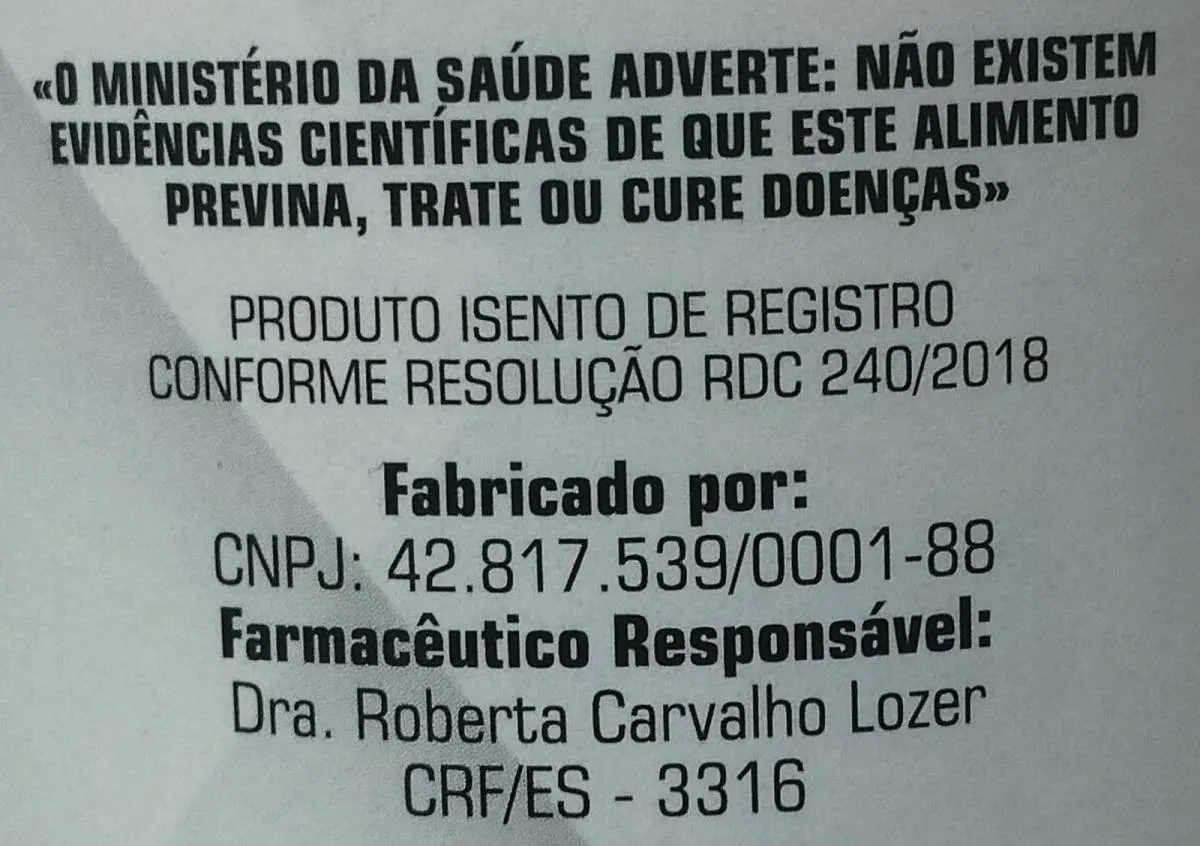 «O MINISTÉRIO DA SAÚDE ADVERTE: NÃO EXISTEM
EVIDÊNCIAS CIENTÍFICAS DE QUE ESTE ALIMENTO
PREVINA, TRATE OU CURE DOENÇAS»
PRODUTO ISENTO DE REGISTRO
CONFORME RESOLUÇÃO RDC 240/2018
Fabricado por:
CNPJ: 42.817.539/0001-88
Farmacêutico Responsável:
Dra. Roberta Carvalho Lozer
CRF/ES - 3316